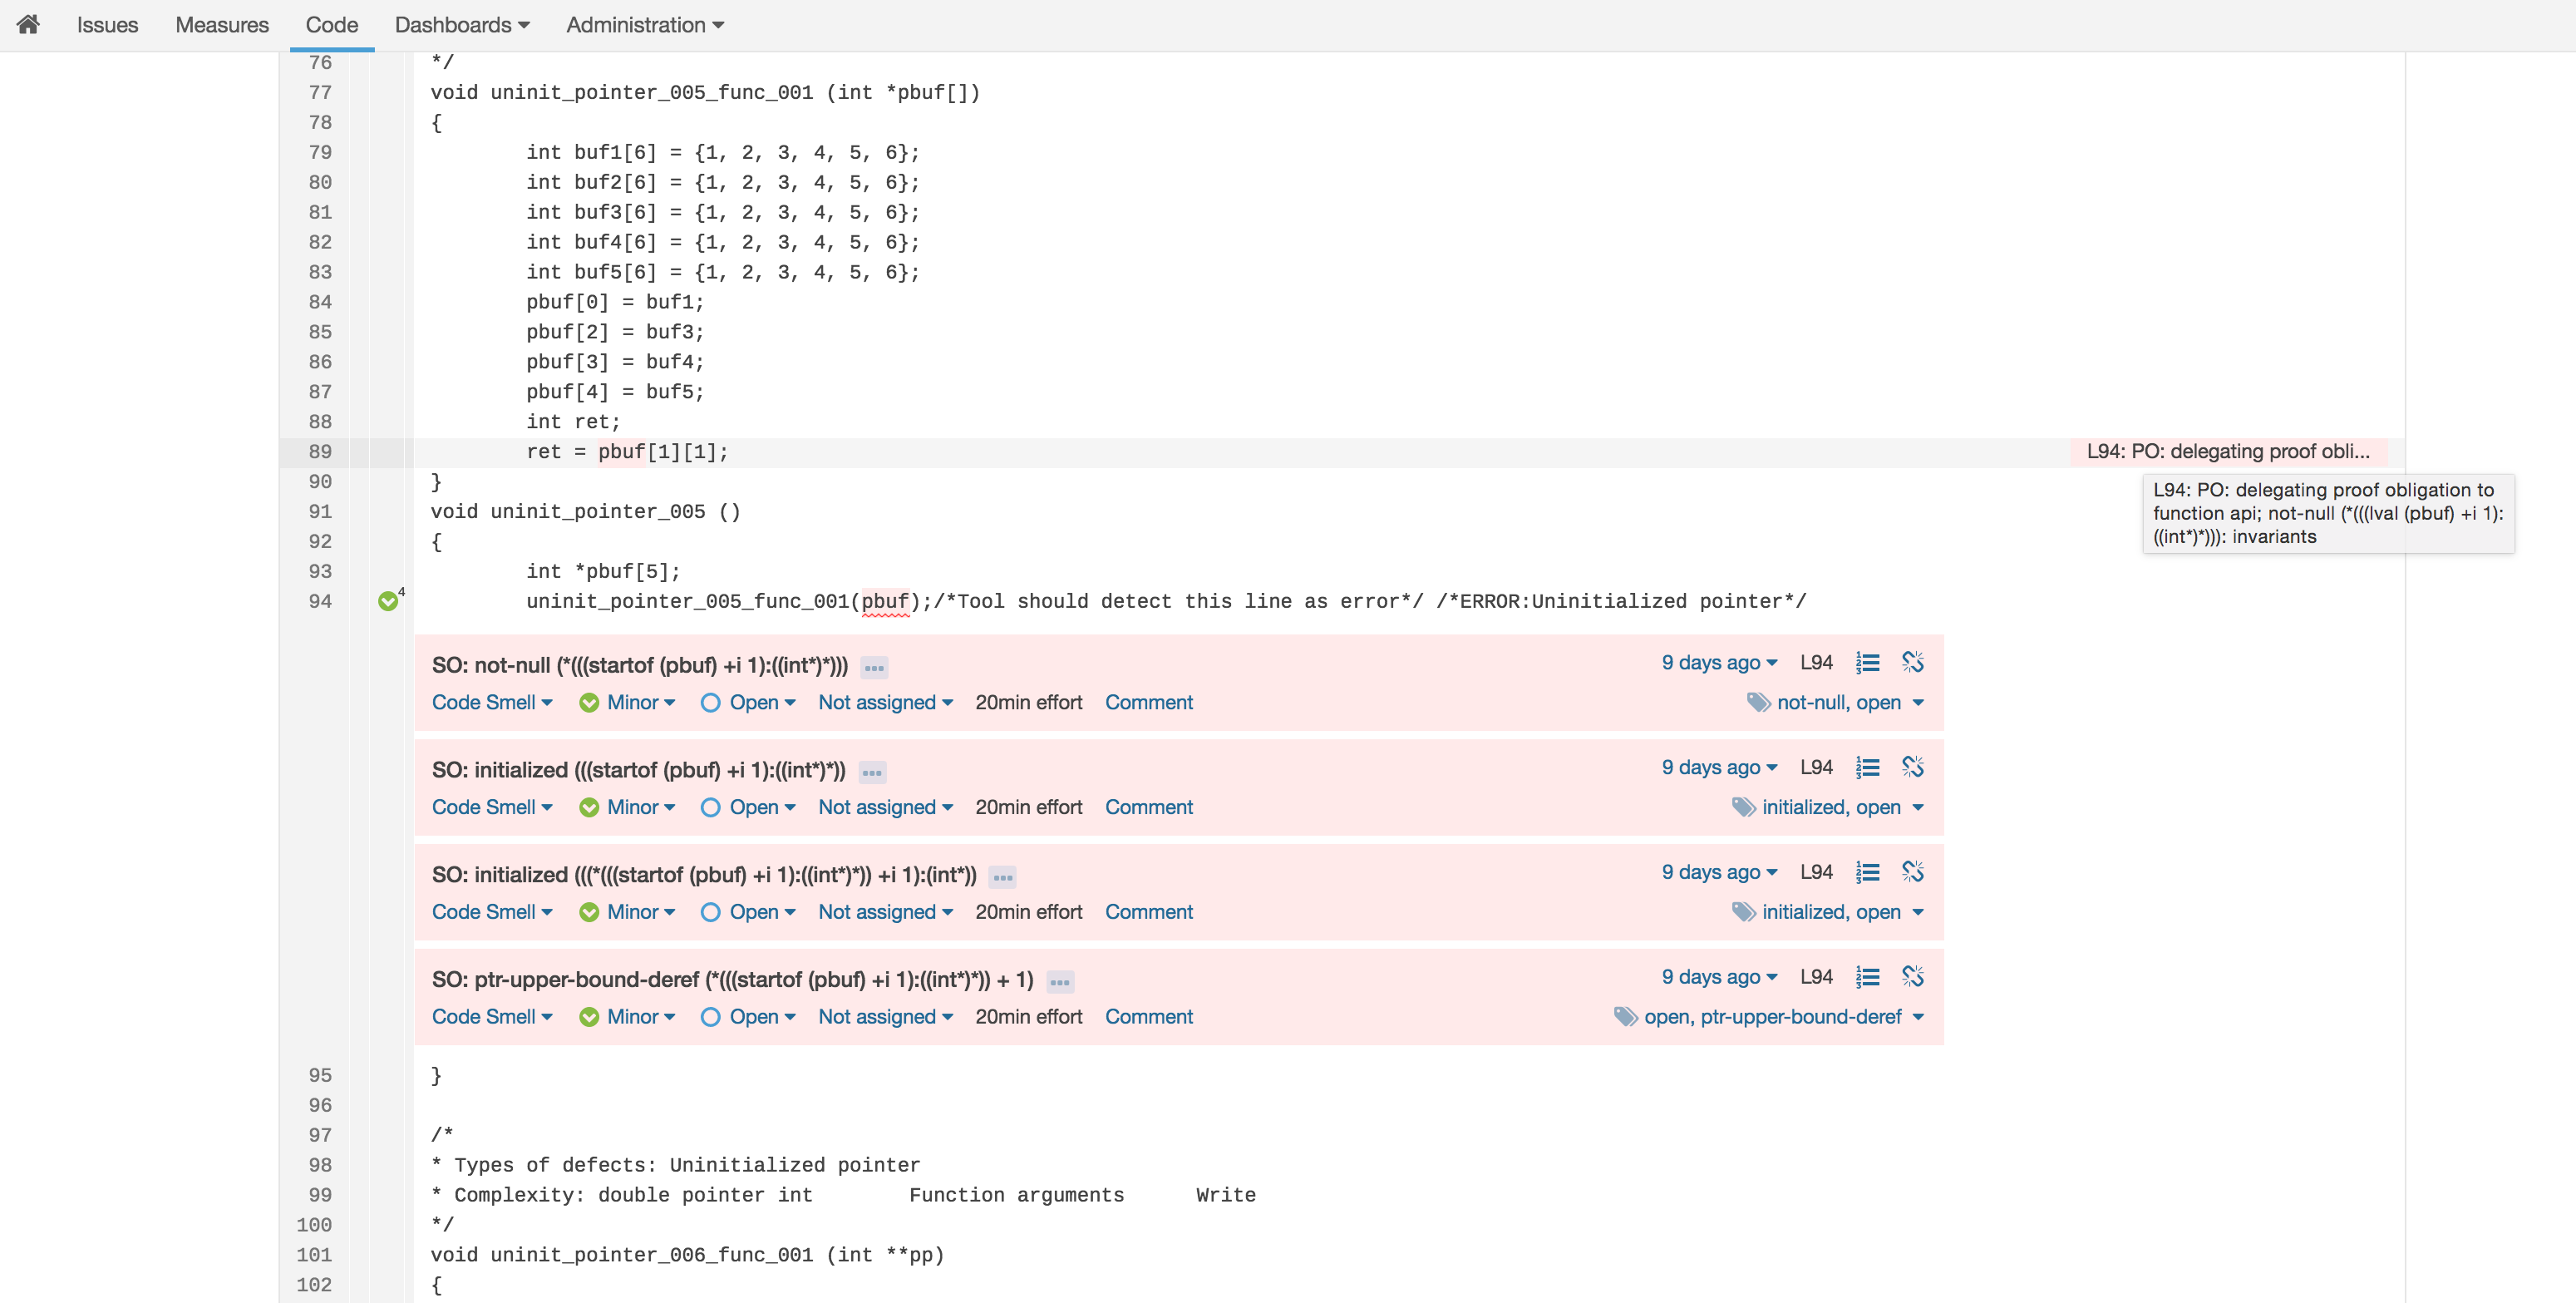 Issues Measures Code Dashboards Administration
76 */
77 void uninit_pointer_005_func_001 (int *pbuf[])
78 {
79 int buf1[6] = {1, 2, 3, 4, 5, 6};
80 int buf2[6] = {1, 2, 3, 4, 5, 6};
81 int buf3[6] = {1, 2, 3, 4, 5, 6};
82 int buf4[6] = {1, 2, 3, 4, 5, 6};
83 int buf5[6] = {1, 2, 3, 4, 5, 6};
84 pbuf[0] = buf1;
85 pbuf[2] = buf3;
86 pbuf[3] = buf4;
87 pbuf[4] = buf5;
88 int ret;
89 ret = pbuf[1][1]; L94: PO: delegating proof obli...
L94: PO: delegating proof obligation to
function api; not-null (*(((lval (pbuf) +i 1):
((int*)*))): invariants
90 }
91 void uninit_pointer_005 ()
92 {
93 int *pbuf[5];
94 4 uninit_pointer_005_func_001(pbuf);/*Tool should detect this line as error*/ /*ERROR:Uninitialized pointer*/
SO: not-null (*(((startof (pbuf) +i 1):((int*)*))) 9 days ago L94
Code Smell Minor Open Not assigned 20min effort Comment not-null, open
SO: initialized (((startof (pbuf) +i 1):((int*)*)) 9 days ago L94
Code Smell Minor Open Not assigned 20min effort Comment initialized, open
SO: initialized (((*(((startof (pbuf) +i 1):((int*)*)) +i 1):(int*)) 9 days ago L94
Code Smell Minor Open Not assigned 20min effort Comment initialized, open
SO: ptr-upper-bound-deref (*(((startof (pbuf) +i 1):((int*)*)) + 1) 9 days ago L94
Code Smell Minor Open Not assigned 20min effort Comment open, ptr-upper-bound-deref
95 }
96
97 /*
98 * Types of defects: Uninitialized pointer
99 * Complexity: double pointer int Function arguments Write
100 */
101 void uninit_pointer_006_func_001 (int **pp)
102 {